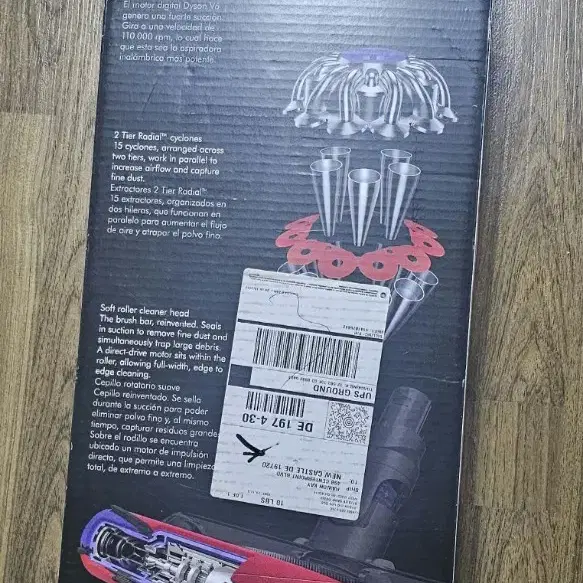 El motor digital Dyson V6
genera una fuerte succión.
Gira a una velocidad de
110 000 rpm, lo cual hace
que esta sea la aspiradora
inalámbrica más potente.
2 Tier Radial™ cyclones
15 cyclones, arranged across
two tiers, work in parallel to
increase airflow and capture
fine dust.
Extractores 2 Tier Radial™
15 extractores, organizados en
dos hileras, que funcionan en
paralelo para aumentar el flujo
de aire y atrapar el polvo fino.
Soft roller cleaner head
The brush bar, reinvented. Seals
in suction to remove fine dust and
simultaneously trap large debris.
A direct-drive motor sits within the
roller, allowing full-width, edge to
edge cleaning.
Cepillo rotatorio suave
Cepillo reinventado. Se sella
durante la succión para poder
eliminar polvo fino y, al mismo
tiempo, capturar residuos grandes
Sobre el rodillo se encuentra
ubicado un motor de impulsión
directa, que permite una limpieza
total, de extremo a extremo.
10 LBS
1 OF 1
SHIP
TO:
NEW CASTLE DE 19720
DE 197 4-30
UPS GROUND